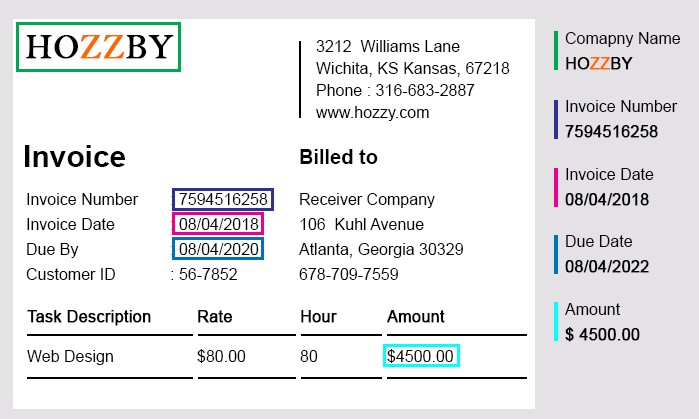 HOZZBY
3212 Williams Lane
Wichita, KS Kansas, 67218
Phone : 316-683-2887
www.hozzy.com
Invoice
Invoice Number : 7594516258
Invoice Date : 08/04/2018
Due By : 08/04/2020
Customer ID : 56-7852
Billed to
Receiver Company
106 Kuhl Avenue
Atlanta, Georgia 30329
678-709-7559
Task Description Rate Hour Amount
Web Design $80.00 80 $4500.00
Comapny Name
HOZZBY
Invoice Number
7594516258
Invoice Date
08/04/2018
Due Date
08/04/2022
Amount
$ 4500.00